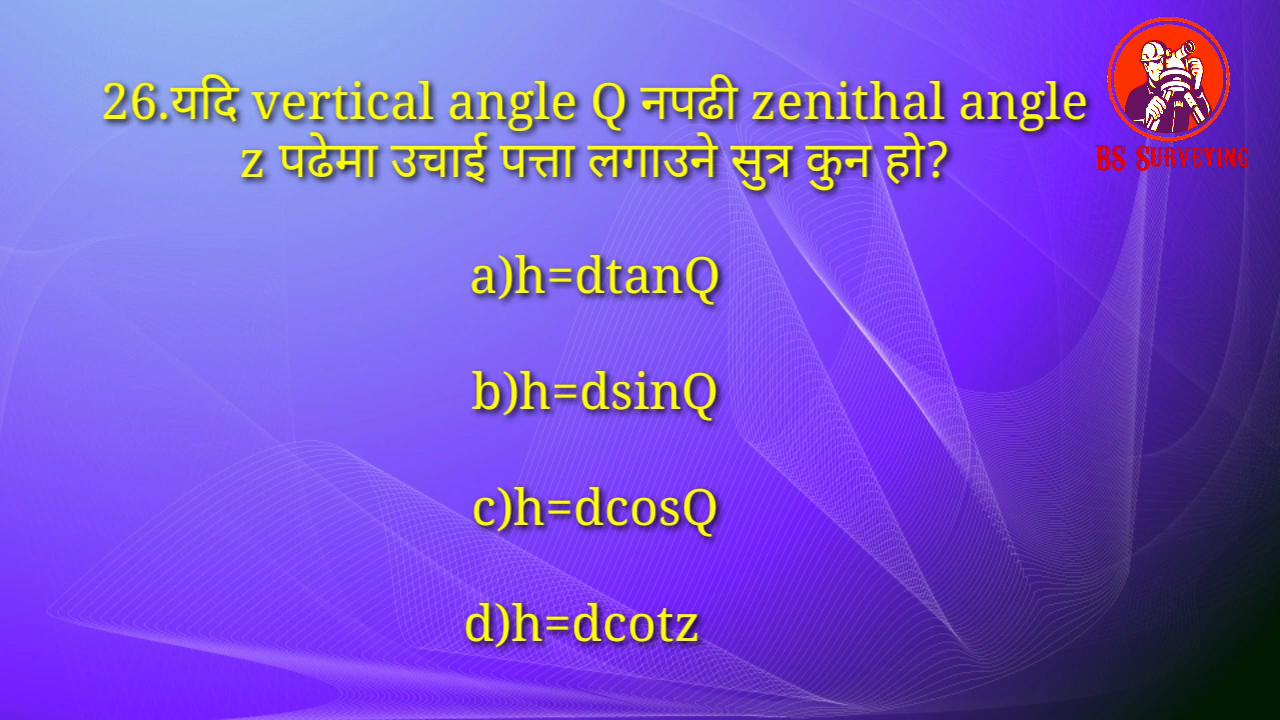 26.यदि vertical angle Q नपढी zenithal angle
z पढेमा उचाई पत्ता लगाउने सुत्र कुन हो?
a)h=dtanQ
b)h=dsinQ
c)h=dcosQ
d)h=dcotz
BS SURVEYING